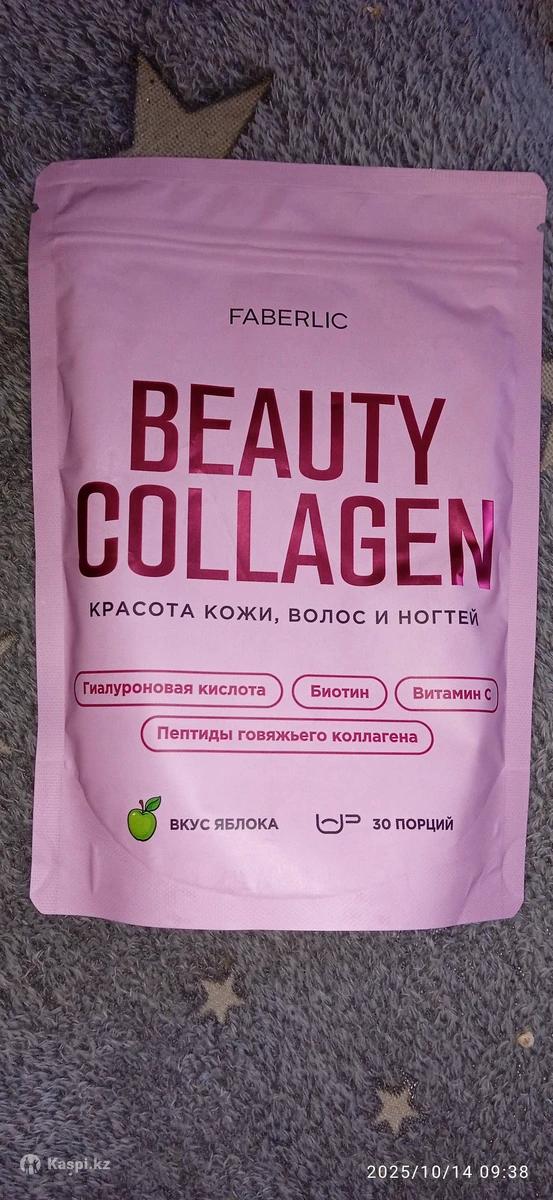 FABERLIC
BEAUTY
COLLAGEN
КРАСОТА КОЖИ, ВОЛОС И НОГТЕЙ
Гиалуроновая кислота Биотин Витамин С
Пептиды говяжьего коллагена
ВКУС ЯБЛОКА 30 ПОРЦИЙ
Kaspi.kz
2025/10/14 09:38